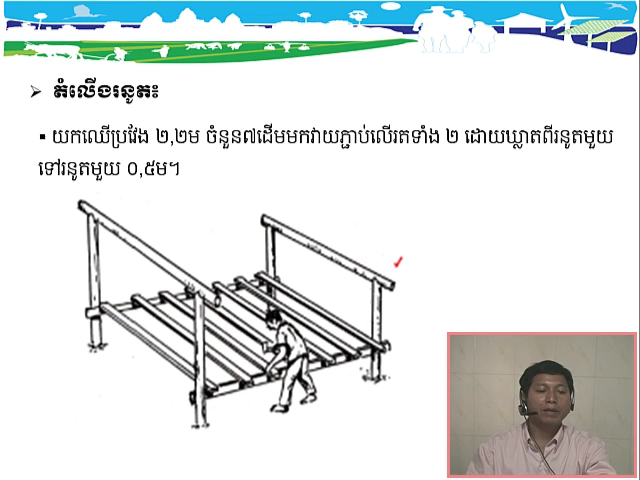 តំលើងរនូត៖
យកឈើប្រវែង ២,២ម ចំនួន៧ដើមមកវាយភ្ជាប់លើរតទាំង ២ ដោយឃ្លាតពីរនូតមួយ
ទៅរនូតមួយ ០,៥ម។